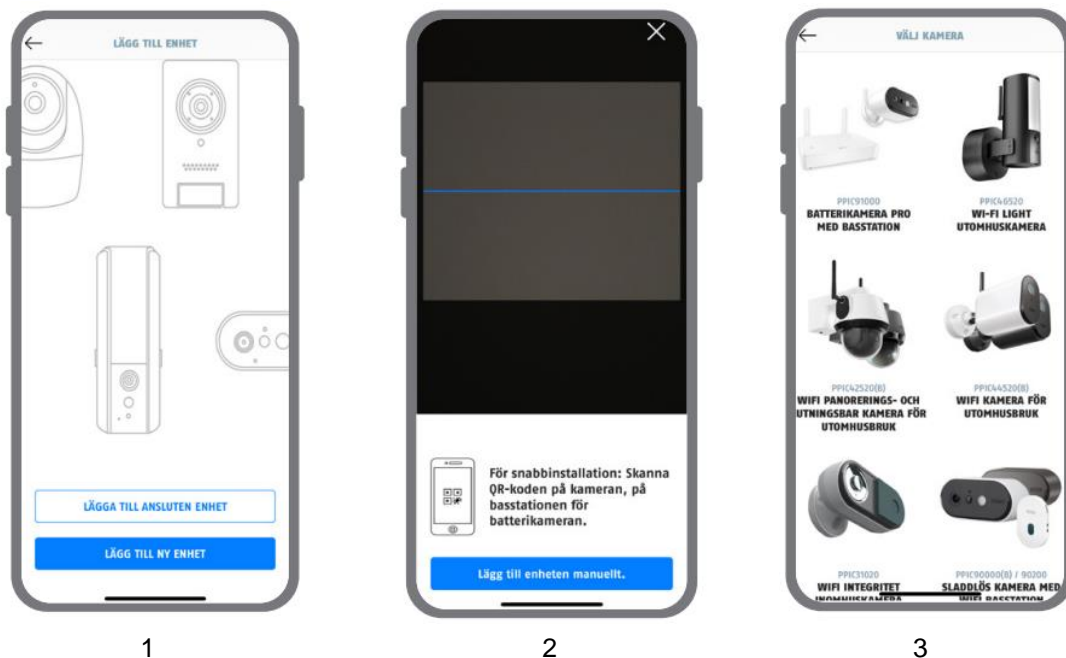 LÄGG TILL ENHET
LÄGGA TILL ANSLUTEN ENHET
LÄGG TILL NY ENHET
1
För snabbinstallation: Skanna
QR-koden på kameran, på
basstationen för
batterikameran.
Lägg till enheten manuellt.
2
VÄLJ KAMERA
PPIC91000
BATTERIKAMERA PRO
MED BASSTATION
PPIC46520
WI-FI LIGHT
UTOMHUSKAMERA
PPIC42520(B)
WIFI PANORERINGS- OCH
UTNINGSBAR KAMERA FÖR
UTOMHUSBRUK
PPIC44520(B)
WIFI KAMERA FÖR
UTOMHUSBRUK
PPIC31020
WIFI INTEGRITET
INOMHUSKAMERA
PPIC90000(B) / 90200
SLADDLÖS KAMERA MED
WIFI BASSTATION
3